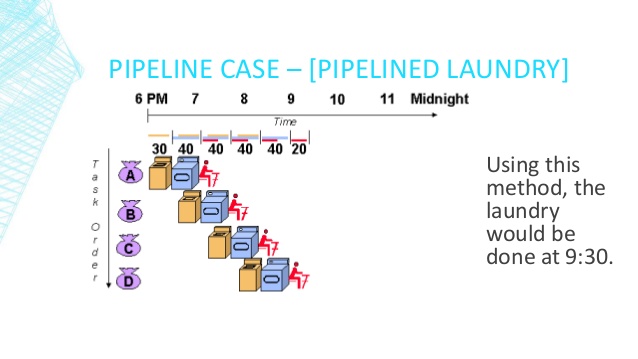 PIPELINE CASE – [PIPELINED LAUNDRY]
6 PM 7 8 9 10 11 Midnight
Time
30 40 40 40 40 20
Task Order
A
B
C
D
Using this
method, the
laundry
would be
done at 9:30.